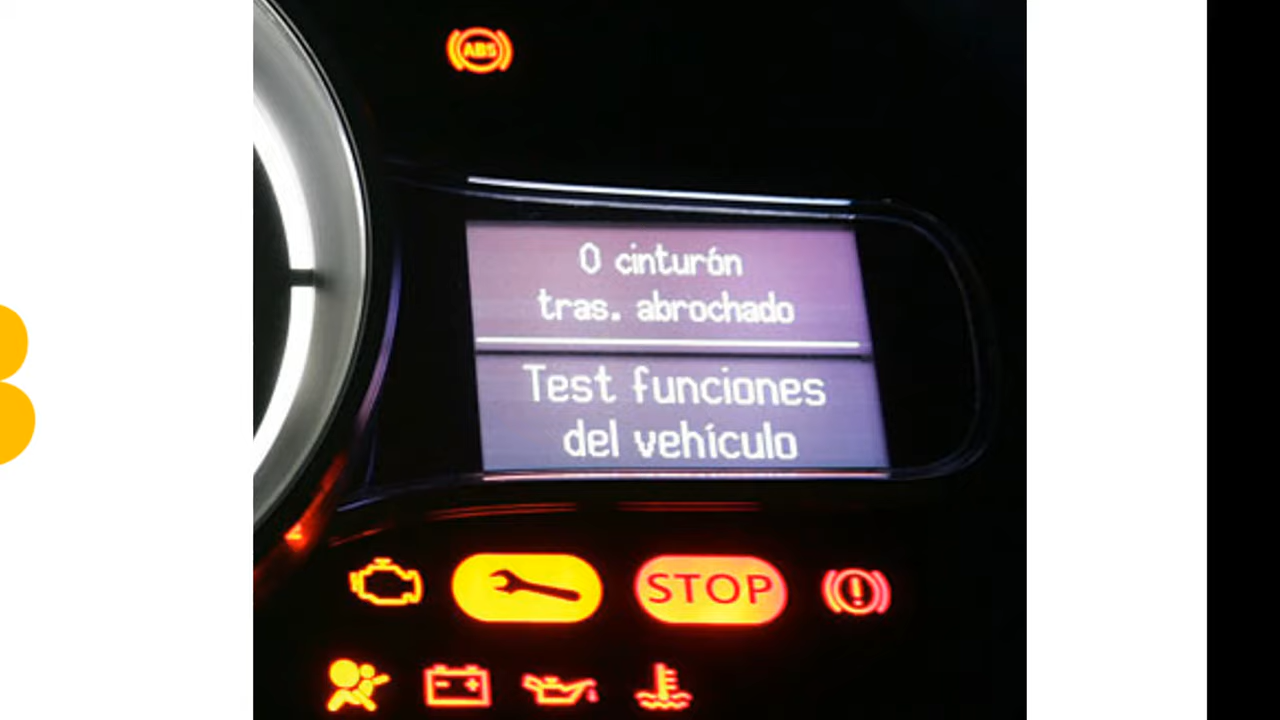 ABS
0 cinturón
tras. abrochado
Test funciones
del vehículo
STOP